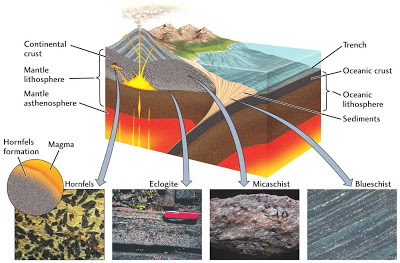 Continental
crust
Mantle
lithosphere
Mantle
asthenosphere
Trench
Oceanic crust
Oceanic
lithosphere
Sediments
Hornfels
formation
Magma
Hornfels
Eclogite
Micaschist
Blueschist